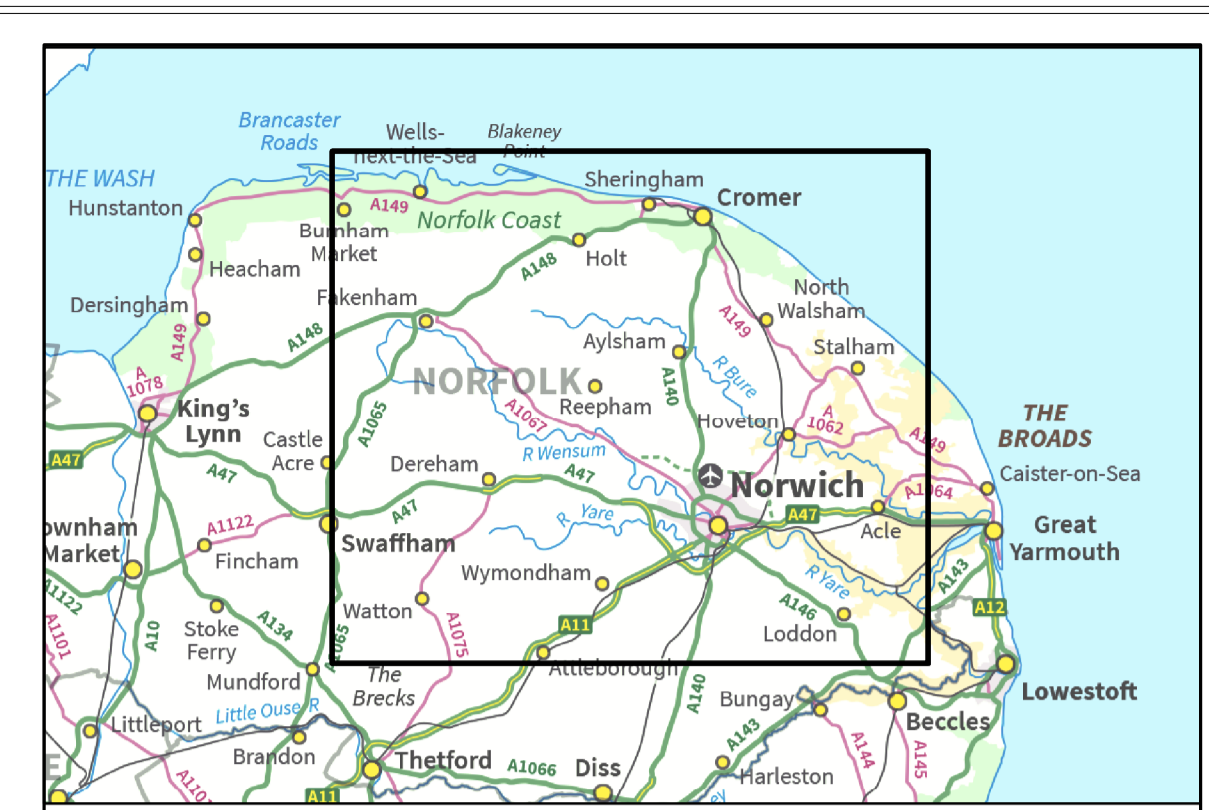 Brancaster
Roads
Wells-
next-the-Sea
Blakeney
Point
THE WASH
Hunstanton
Sheringham
Cromer
A149
Burnham
Market
Norfolk Coast
Heacham
A148
Holt
Dersingham
Fakenham
North
Walsham
A149
A148
A149
Aylsham
Stalham
A
1078
R Bure
NORFOLK
A140
King's
Lynn
A1065
A1067
Reepham
Hoveton
A
1062
THE
BROADS
A149
Castle
Acre
A47
A47
Dereham
R Wensum
A47
Norwich
Caister-on-Sea
A1064
A47
A1122
R Yare
A47
Acle
Great
Yarmouth
ownham
Market
Fincham
Swaffham
Wymondham
R Yare
A143
A1122
Watton
A146
A12
A1101
A10
Stoke
Ferry
A134
A1065
A1075
A11
Loddon
Attleborough
Mundford
The
Brecks
A140
Bungay
Lowestoft
Littleport
Little Ouse R
Beccles
Brandon
A143
A144
A145
E
Thetford
A1066
Diss
Harleston
A1101
A11
ey